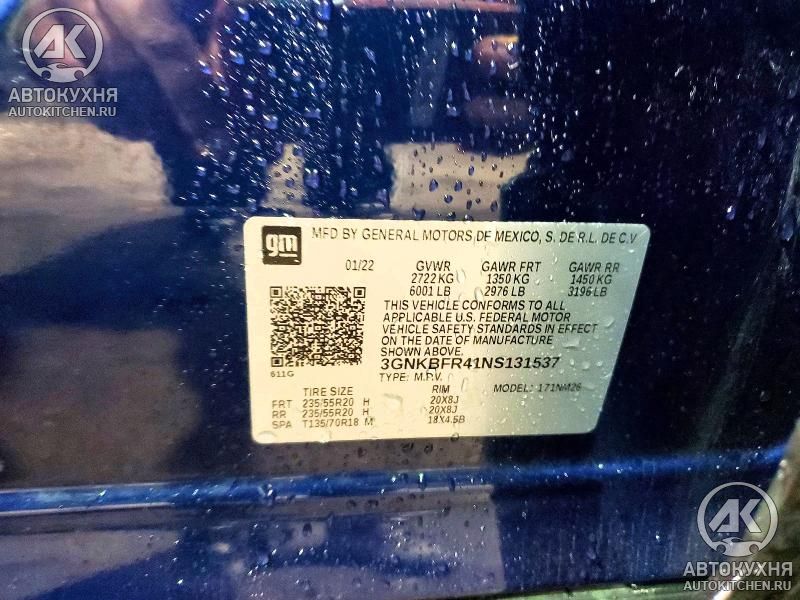 АВТОКУХНЯ
AUTOKITCHEN.RU
gm
MFD BY GENERAL MOTORS DE MEXICO, S. DE R.L. DE C.V
01/22 GVWR GAWR FRT GAWR RR
2722 KG 1350 KG 1450 KG
6001 LB 2976 LB 3196 LB
THIS VEHICLE CONFORMS TO ALL
APPLICABLE U.S. FEDERAL MOTOR
VEHICLE SAFETY STANDARDS IN EFFECT
ON THE DATE OF MANUFACTURE
SHOWN ABOVE.
3GNKBFR41NS131537
611G
TYPE: M.P.V. MODEL: 171NM26
TIRE SIZE RIM
FRT 235/55R20 H 20X8J
RR 235/55R20 H 20X8J
SPA T135/70R18 M 18X4.5B
АВТОКУХНЯ
AUTOKITCHEN.RU